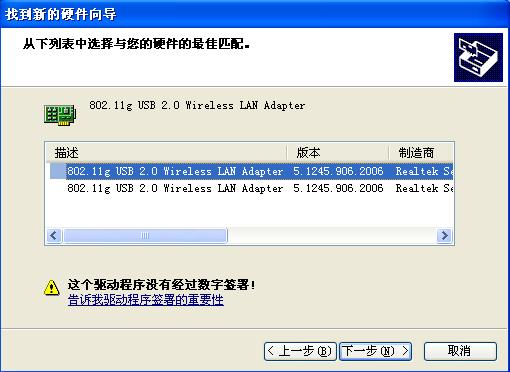 找到新的硬件向导
从下列表中选择与您的硬件的最佳匹配。
802.11g USB 2.0 Wireless LAN Adapter
描述 版本 制造商
802.11g USB 2.0 Wireless LAN Adapter 5.1245.906.2006 Realtek Se
802.11g USB 2.0 Wireless LAN Adapter 5.1245.906.2006 Realtek Se
这个驱动程序没有经过数字签署!
告诉我驱动程序签署的重要性
< 上一步(B) 下一步(N) > 取消